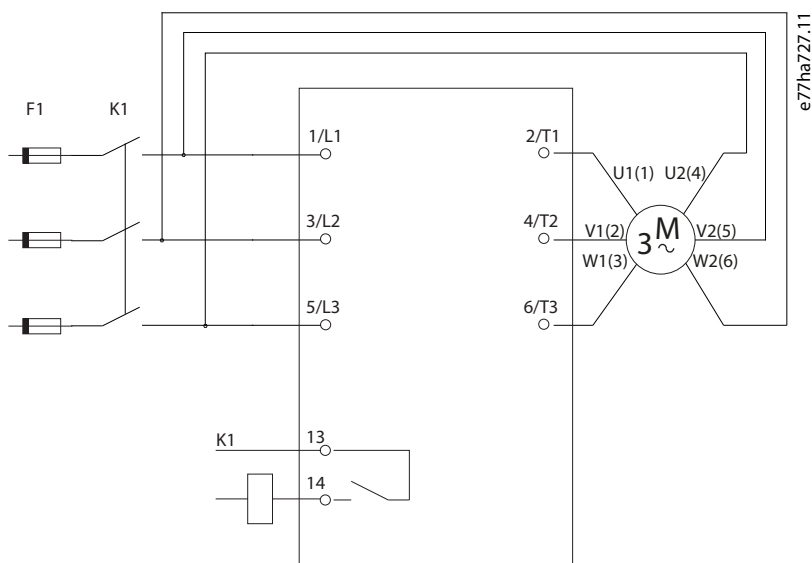 e77ha727.11
F1
K1
1/L1
2/T1
U1(1)
U2(4)
3/L2
4/T2
V1(2)
V2(5)
M
3 ~
W1(3)
W2(6)
5/L3
6/T3
K1
13
14